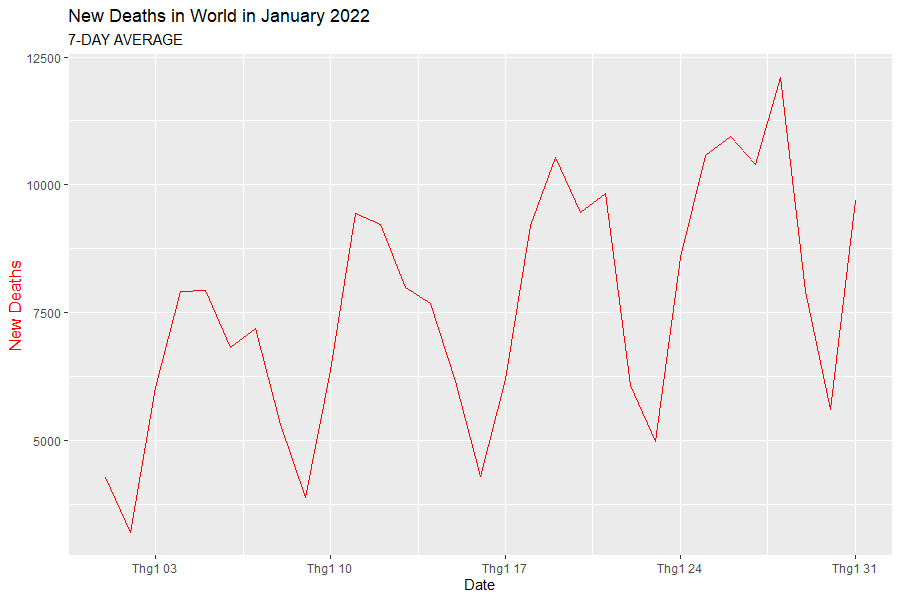 New Deaths in World in January 2022
7-DAY AVERAGE
12500
10000
7500
5000
New Deaths
Thg1 03
Thg1 10
Thg1 17
Thg1 24
Thg1 31
Date